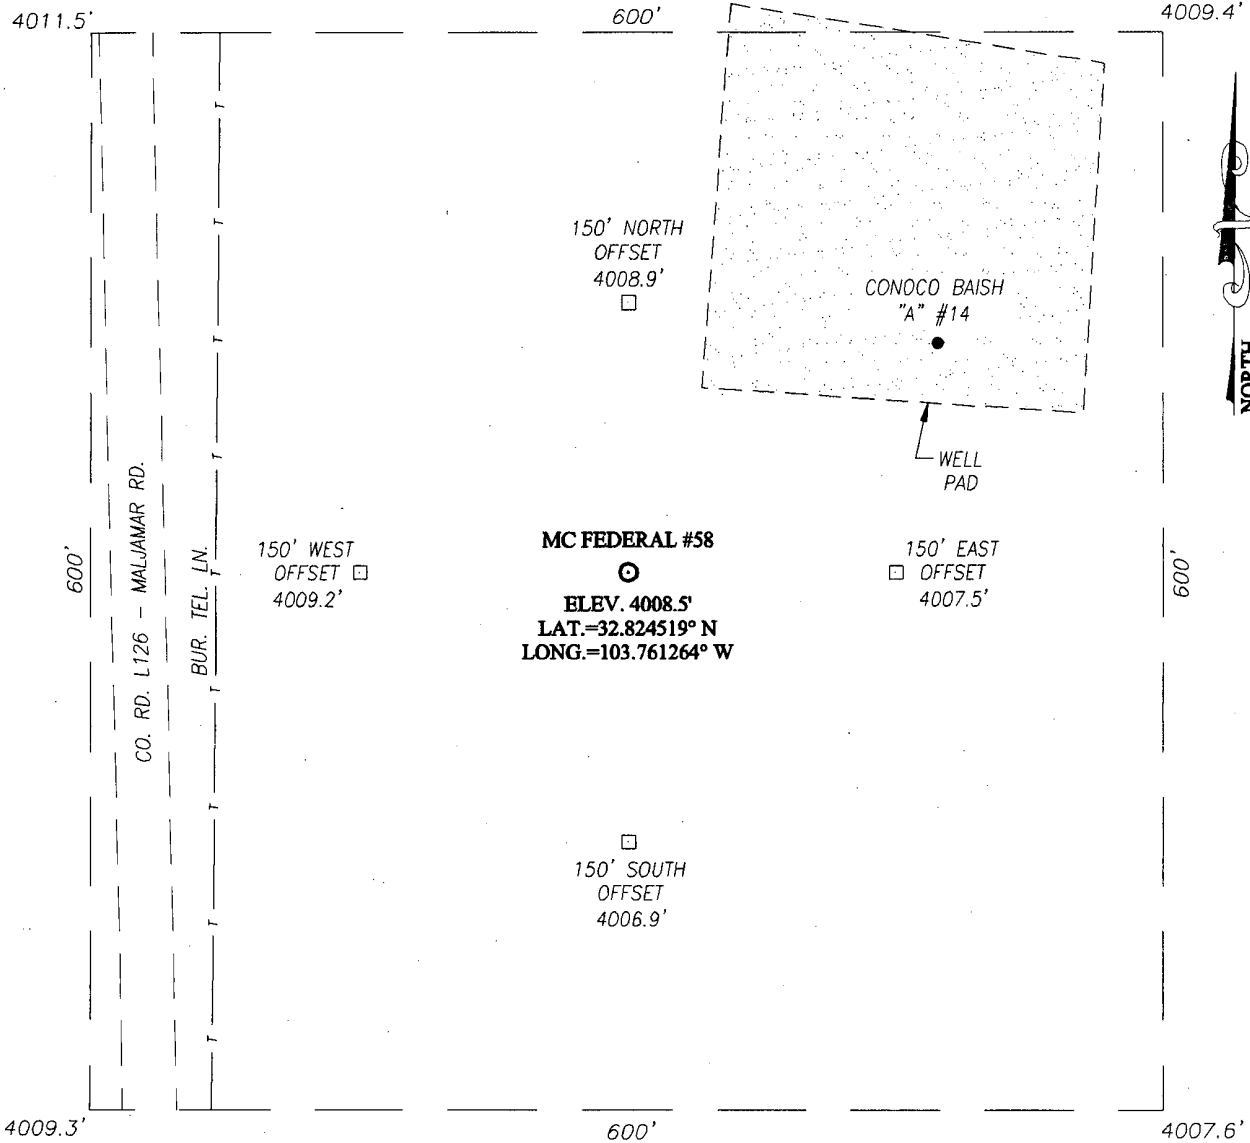 4011.5'
600'
4009.4'
150' NORTH
OFFSET
4008.9'
CONOCO BAISH
"A" #14
NORTH
WELL
PAD
600'
CO. RD. L126 – MALJAMAR RD.
BUR. TEL. LN.
T
T
T
T
T
T
T
T
T
150' WEST
OFFSET
4009.2'
MC FEDERAL #58
ELEV. 4008.5'
LAT.=32.824519° N
LONG.=103.761264° W
150' EAST
OFFSET
4007.5'
600'
150' SOUTH
OFFSET
4006.9'
4009.3'
600'
4007.6'